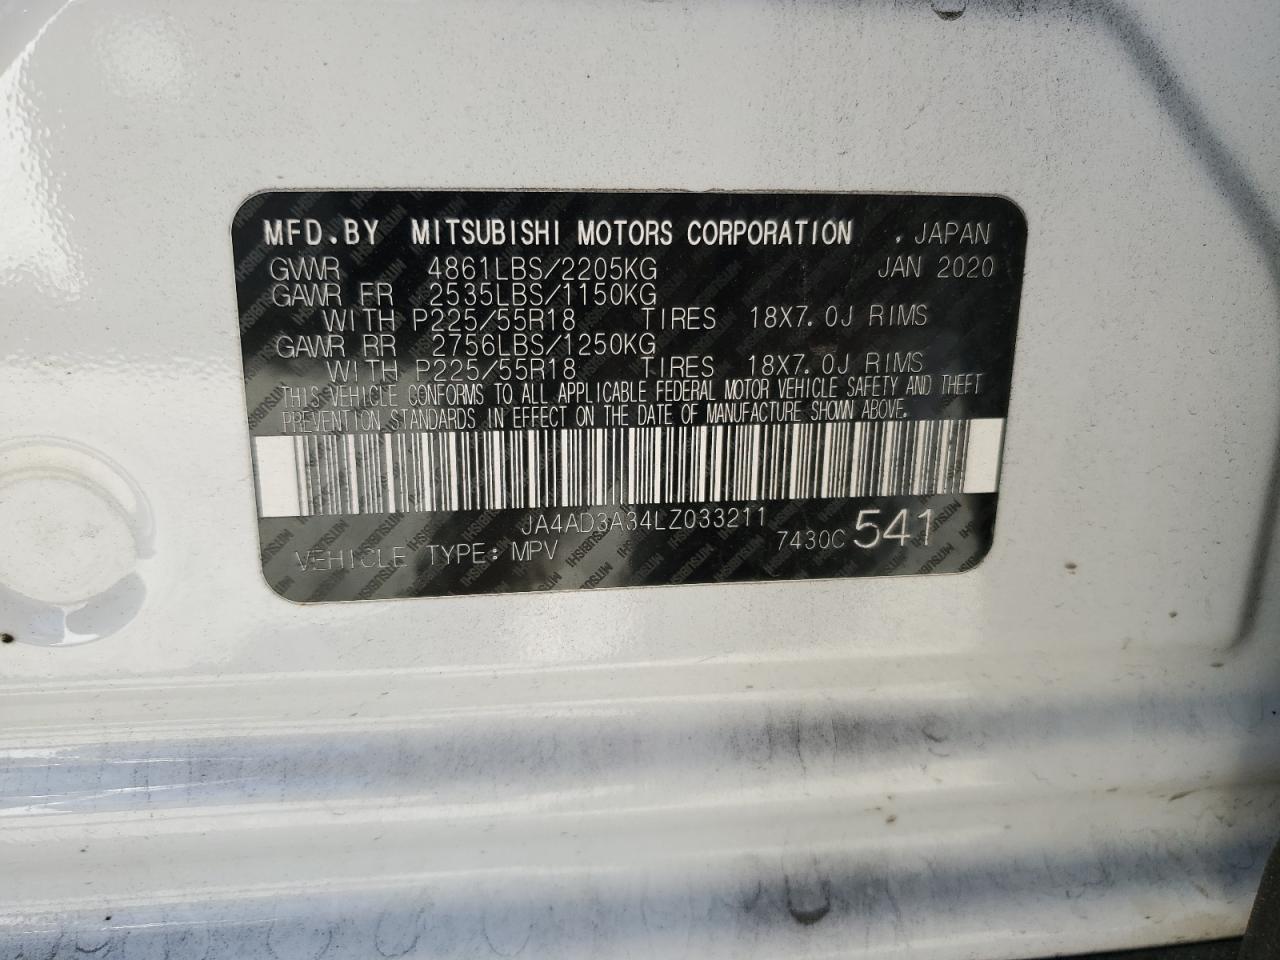 MFD.BY MITSUBISHI MOTORS CORPORATION . JAPAN
GVWR 4861LBS/2205KG JAN 2020
GAWR FR 2535LBS/1150KG
WITH P225/55R18 TIRES 18X7.0J RIMS
GAWR RR 2756LBS/1250KG
WITH P225/55R18 TIRES 18X7.0J RIMS
THIS VEHICLE CONFORMS TO ALL APPLICABLE FEDERAL MOTOR VEHICLE SAFETY AND THEFT
PREVENTION STANDARDS IN EFFECT ON THE DATE OF MANUFACTURE SHOWN ABOVE.
JA4AD3A34LZ033211
VEHICLE TYPE: MPV 7430C 541